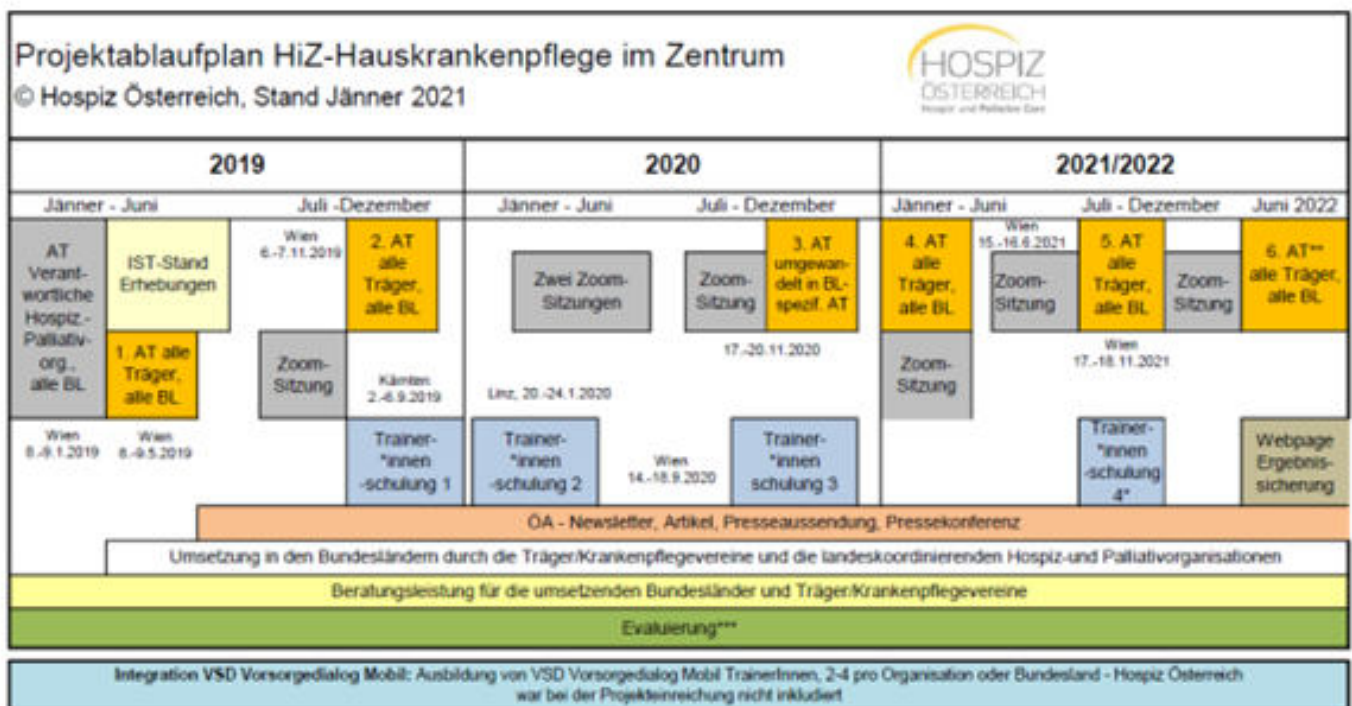 Projektablaufplan HiZ-Hauskrankenpflege im Zentrum
© Hospiz Österreich, Stand Jänner 2021
HOSPIZ
ÖSTERREICH
Hospiz und Palliative Care
2019
2020
2021/2022
Jänner - Juni
Juli -Dezember
Jänner - Juni
Juli - Dezember
Jänner - Juni
Juli - Dezember
Juni 2022
AT
Verant-
wortliche
Hospiz,-
Palliativ-
org.,
alle BL
Wien
8.-9.1.2019
IST-Stand
Erhebungen
1. AT alle
Träger,
alle BL
Wien
8.-9.5.2019
Wien
6.-7.11.2019
Zoom-
Sitzung
2. AT
alle
Träger,
alle BL
Kärnten
2.-6.9.2019
Trainer-
*innen
-schulung 1
Zwei Zoom-
Sitzungen
Linz, 20.-24.1.2020
Trainer-
*innen
-schulung 2
Zoom-
Sitzung
3. AT
umgewan-
delt in BL-
spezif. AT
17.-20.11.2020
Wien
14.-18.9.2020
Trainer-
*innen
schulung 3
4. AT
alle
Träger,
alle BL
Zoom-
Sitzung
Wien
15.-16.6.2021
Zoom-
Sitzung
5. AT
alle
Träger,
alle BL
Wien
17.-18.11.2021
Trainer-
*innen
-schulung
4*
Zoom-
Sitzung
6. AT**
alle Träger,
alle BL
Webpage
Ergebnis-
sicherung
ÖA - Newsletter, Artikel, Presseaussendung, Pressekonferenz
Umsetzung in den Bundesländern durch die Träger/Krankenpflegevereine und die landeskoordinierenden Hospiz-und Palliativorganisationen
Beratungsleistung für die umsetzenden Bundesländer und Träger/Krankenpflegevereine
Evaluierung***
Integration VSD Vorsorgedialog Mobil: Ausbildung von VSD Vorsorgedialog Mobil TrainerInnen, 2-4 pro Organisation oder Bundesland - Hospiz Österreich
war bei der Projekteinreichung nicht inkludiert